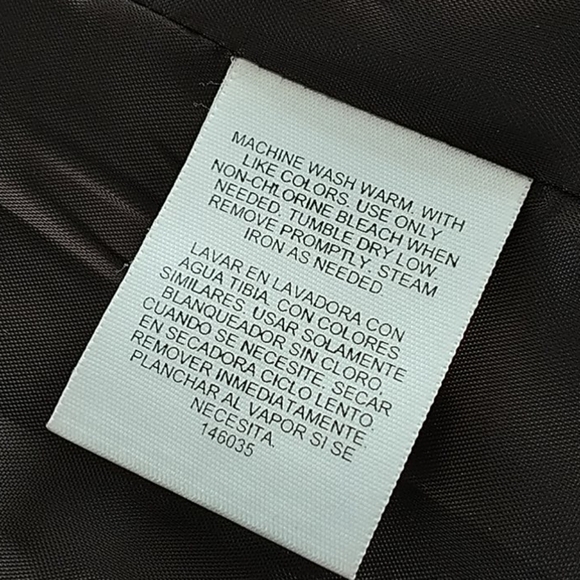 MACHINE WASH WARM. WITH
LIKE COLORS. USE ONLY
NON-CHLORINE BLEACH WHEN
NEEDED. TUMBLE DRY LOW.
REMOVE PROMPTLY. STEAM
IRON AS NEEDED.
LAVAR EN LAVADORA CON
AGUA TIBIA. CON COLORES
SIMILARES. USAR SOLAMENTE
BLANQUEADOR SIN CLORO,
CUANDO SE NECESITE. SECAR
EN SECADORA CICLO LENTO.
REMOVER INMEDIATAMENTE.
PLANCHAR AL VAPOR SI SE
NECESITA.
146035